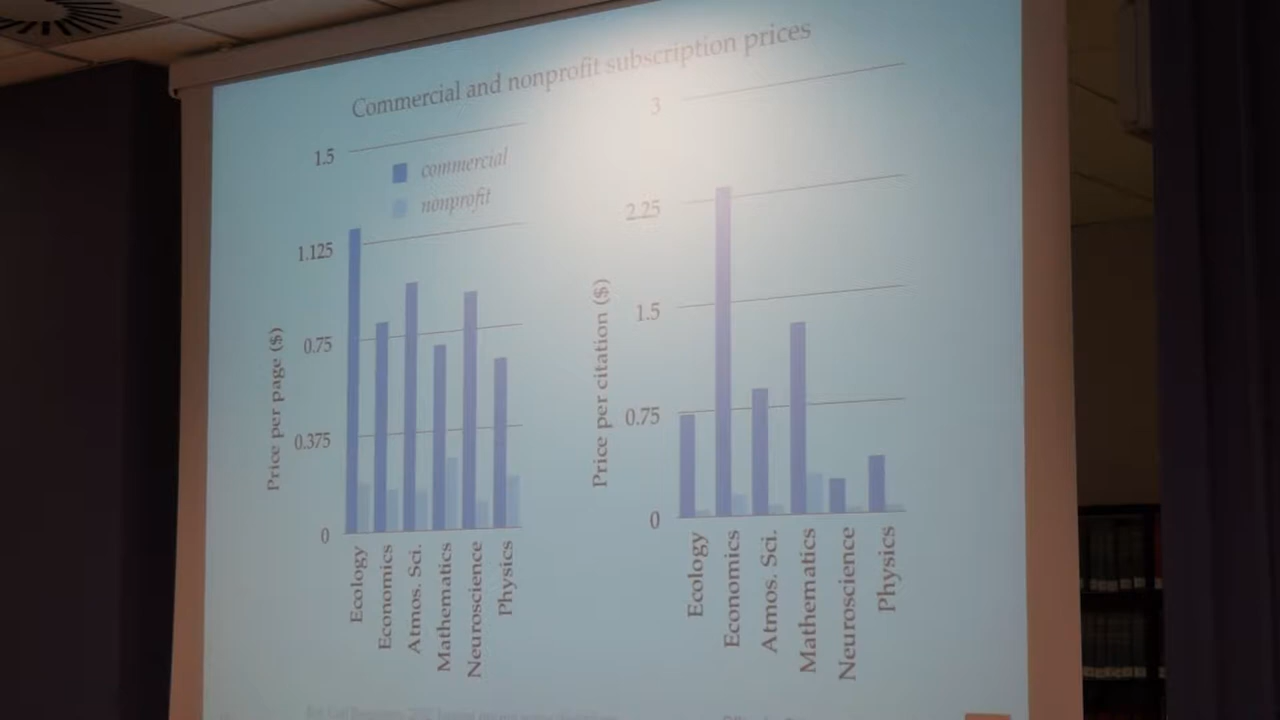 Commercial and nonprofit subscription prices
1.5
commercial
nonprofit
1.125
0.75
0.375
0
Price per page ($)
Ecology
Economics
Atmos. Sci.
Mathematics
Neuroscience
Physics
3
2.25
1.5
0.75
0
Price per citation ($)
Ecology
Economics
Atmos. Sci.
Mathematics
Neuroscience
Physics